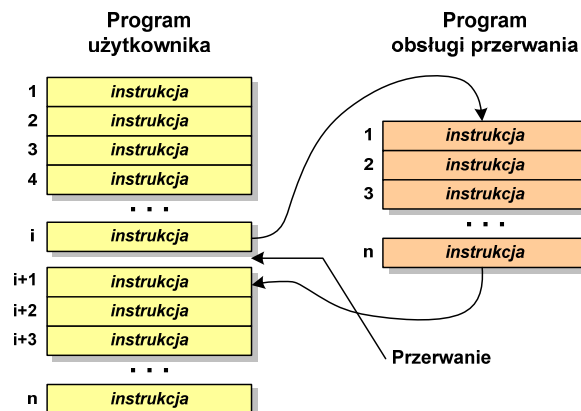 Program
użytkownika
1 instrukcja
2 instrukcja
3 instrukcja
4 instrukcja
. . .
i instrukcja
i+1 instrukcja
i+2 instrukcja
i+3 instrukcja
. . .
n instrukcja
Program
obsługi przerwania
1 instrukcja
2 instrukcja
3 instrukcja
. . .
n instrukcja
Przerwanie